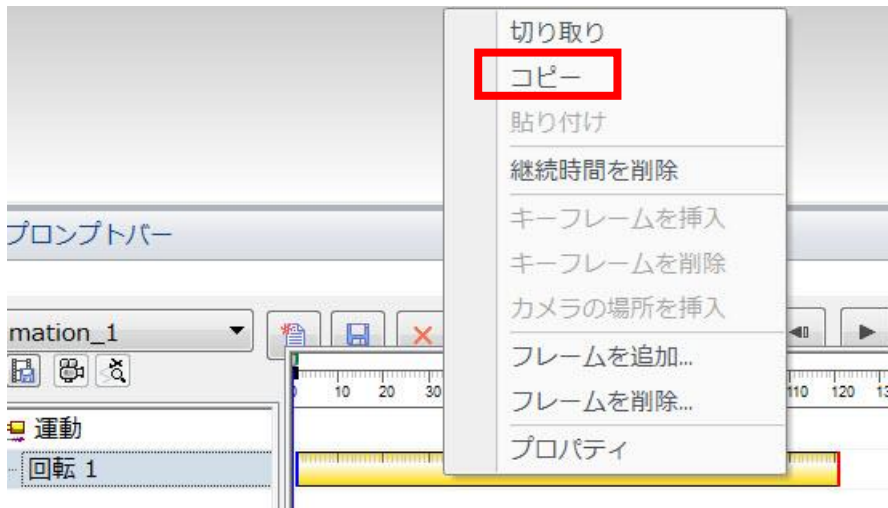 切り取り
コピー
貼り付け
継続時間を削除
キーフレームを挿入
キーフレームを削除
カメラの場所を挿入
フレームを追加...
フレームを削除...
プロパティ
プロンプトバー
mation_1
10 20 30 110 120 13
運動
回転 1